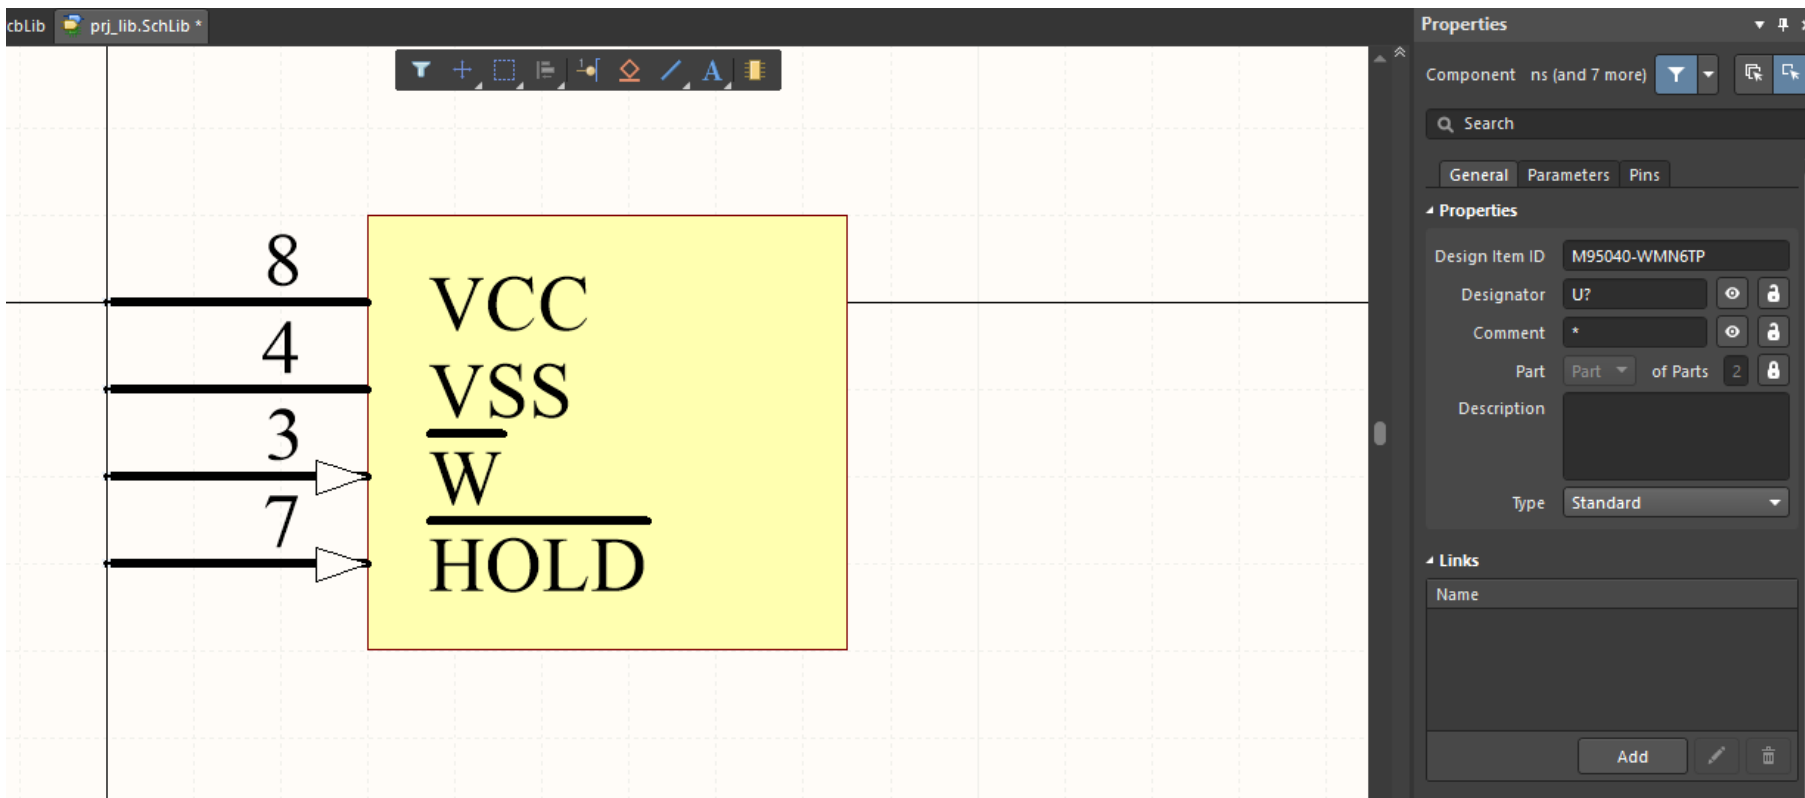 cbLib prj_lib.SchLib *
Properties
Component ns (and 7 more)
Search
General Parameters Pins
Properties
Design Item ID M95040-WMN6TP
Designator U?
Comment *
Part Part of Parts 2
Description
Type Standard
Links
Name
Add
8
VCC
4
VSS
3
W
7
HOLD
A